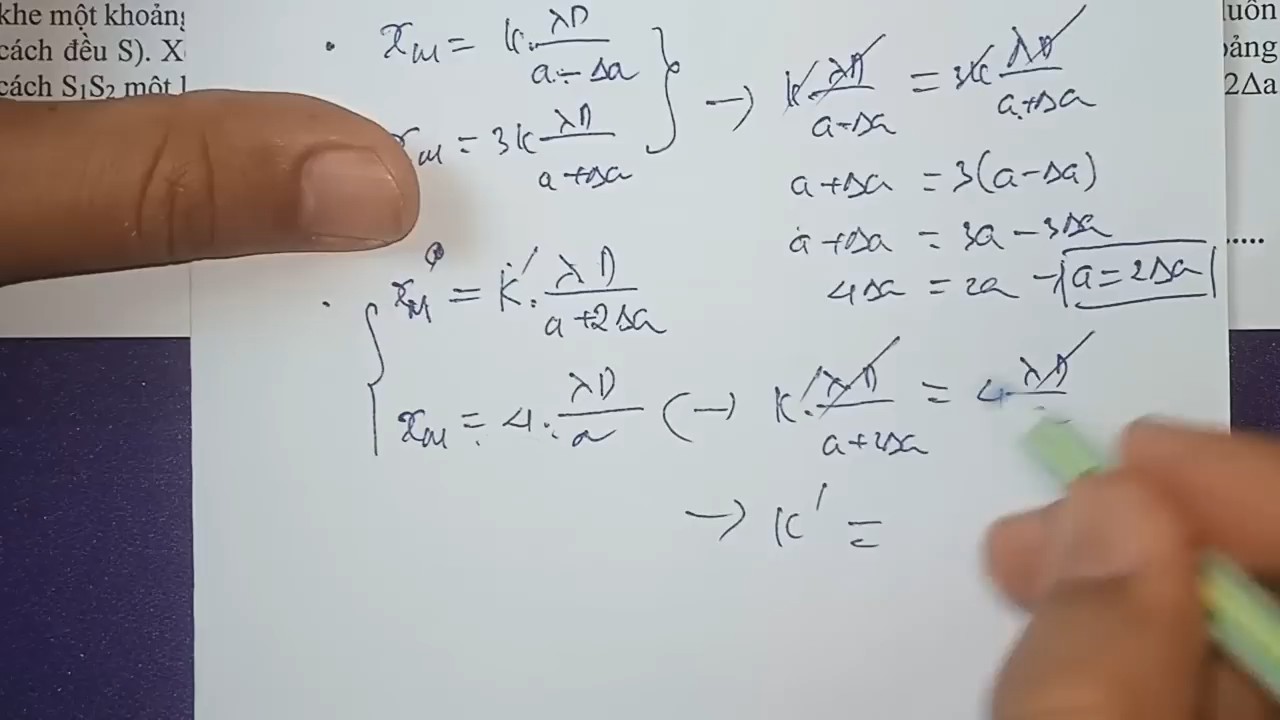 khe một khoảng
cách đều S). X
cách S₁S₂ một
uôn
oảng
2Δa
.....
• x_M = k.λD/(a - Δa)
x_M = 3k λD/(a + Δa)
→ k.λD/(a - Δa) = 3k λD/(a + Δa)
a + Δa = 3(a - Δa)
a + Δa = 3a - 3Δa
4Δa = 2a → a = 2Δa
• x_M = k'.λD/(a + 2Δa)
x_M = 4.λD/a
→ k'.λD/(a + 2Δa) = 4.λD
→ k' =